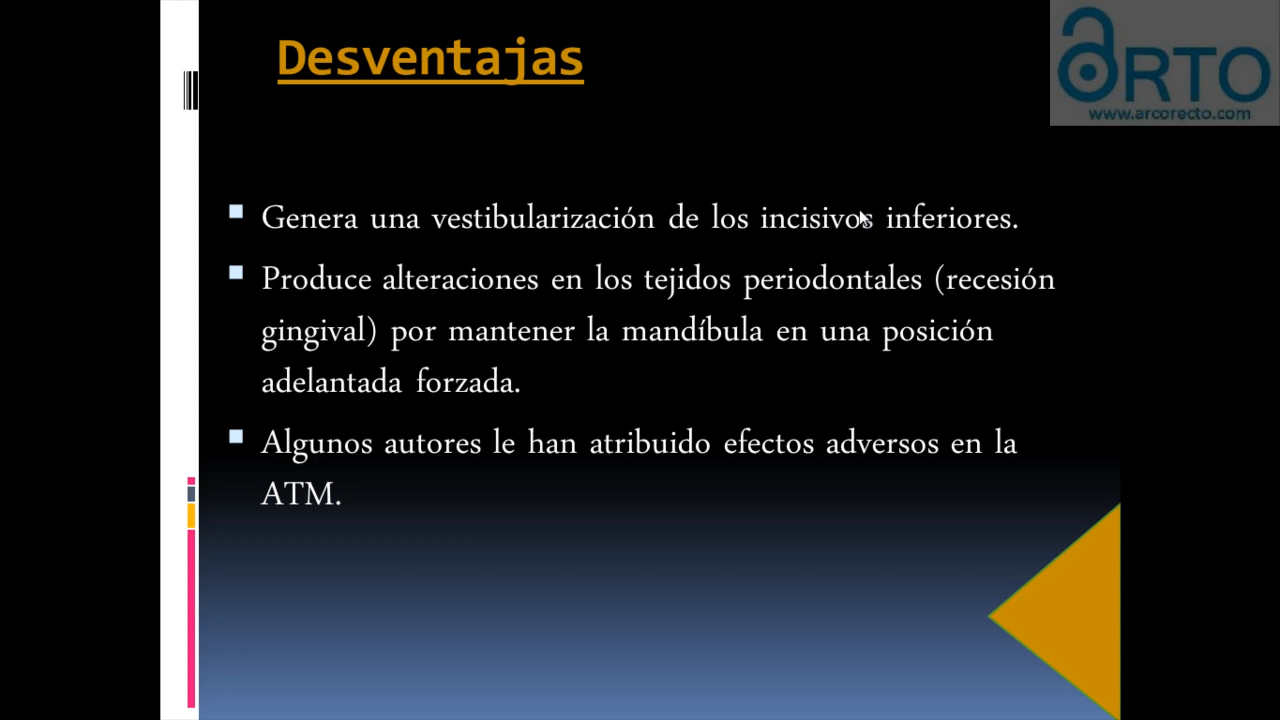 Desventajas
ARTO
www.arcorecto.com
Genera una vestibularización de los incisivos inferiores.
Produce alteraciones en los tejidos periodontales (recesión
gingival) por mantener la mandíbula en una posición
adelantada forzada.
Algunos autores le han atribuido efectos adversos en la
ATM.